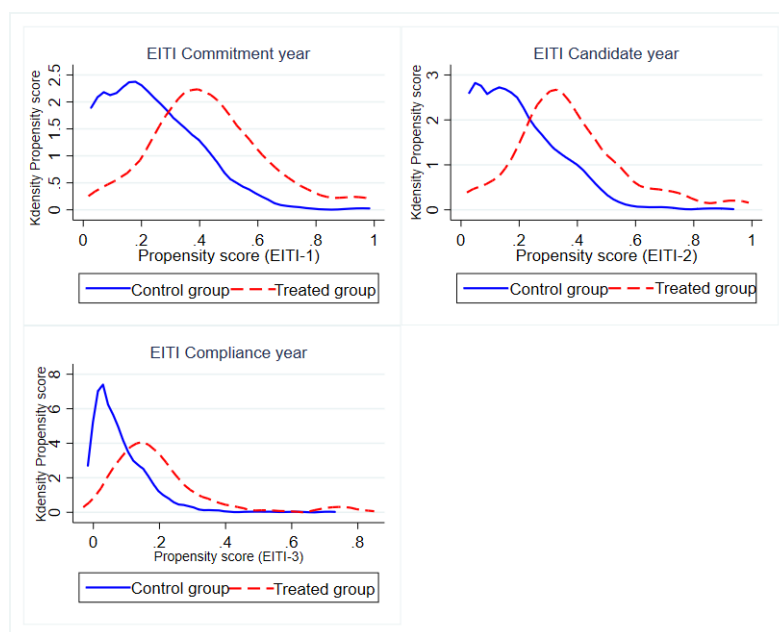 EITI Commitment year
Kdensity Propensity score
2.5
2
1.5
1
.5
0
0 .2 .4 .6 .8 1
Propensity score (EITI-1)
Control group Treated group
EITI Candidate year
Kdensity Propensity score
3
2
1
0
0 .2 .4 .6 .8 1
Propensity score (EITI-2)
Control group Treated group
EITI Compliance year
Kdensity Propensity score
8
6
4
2
0
0 .2 .4 .6 .8
Propensity score (EITI-3)
Control group Treated group